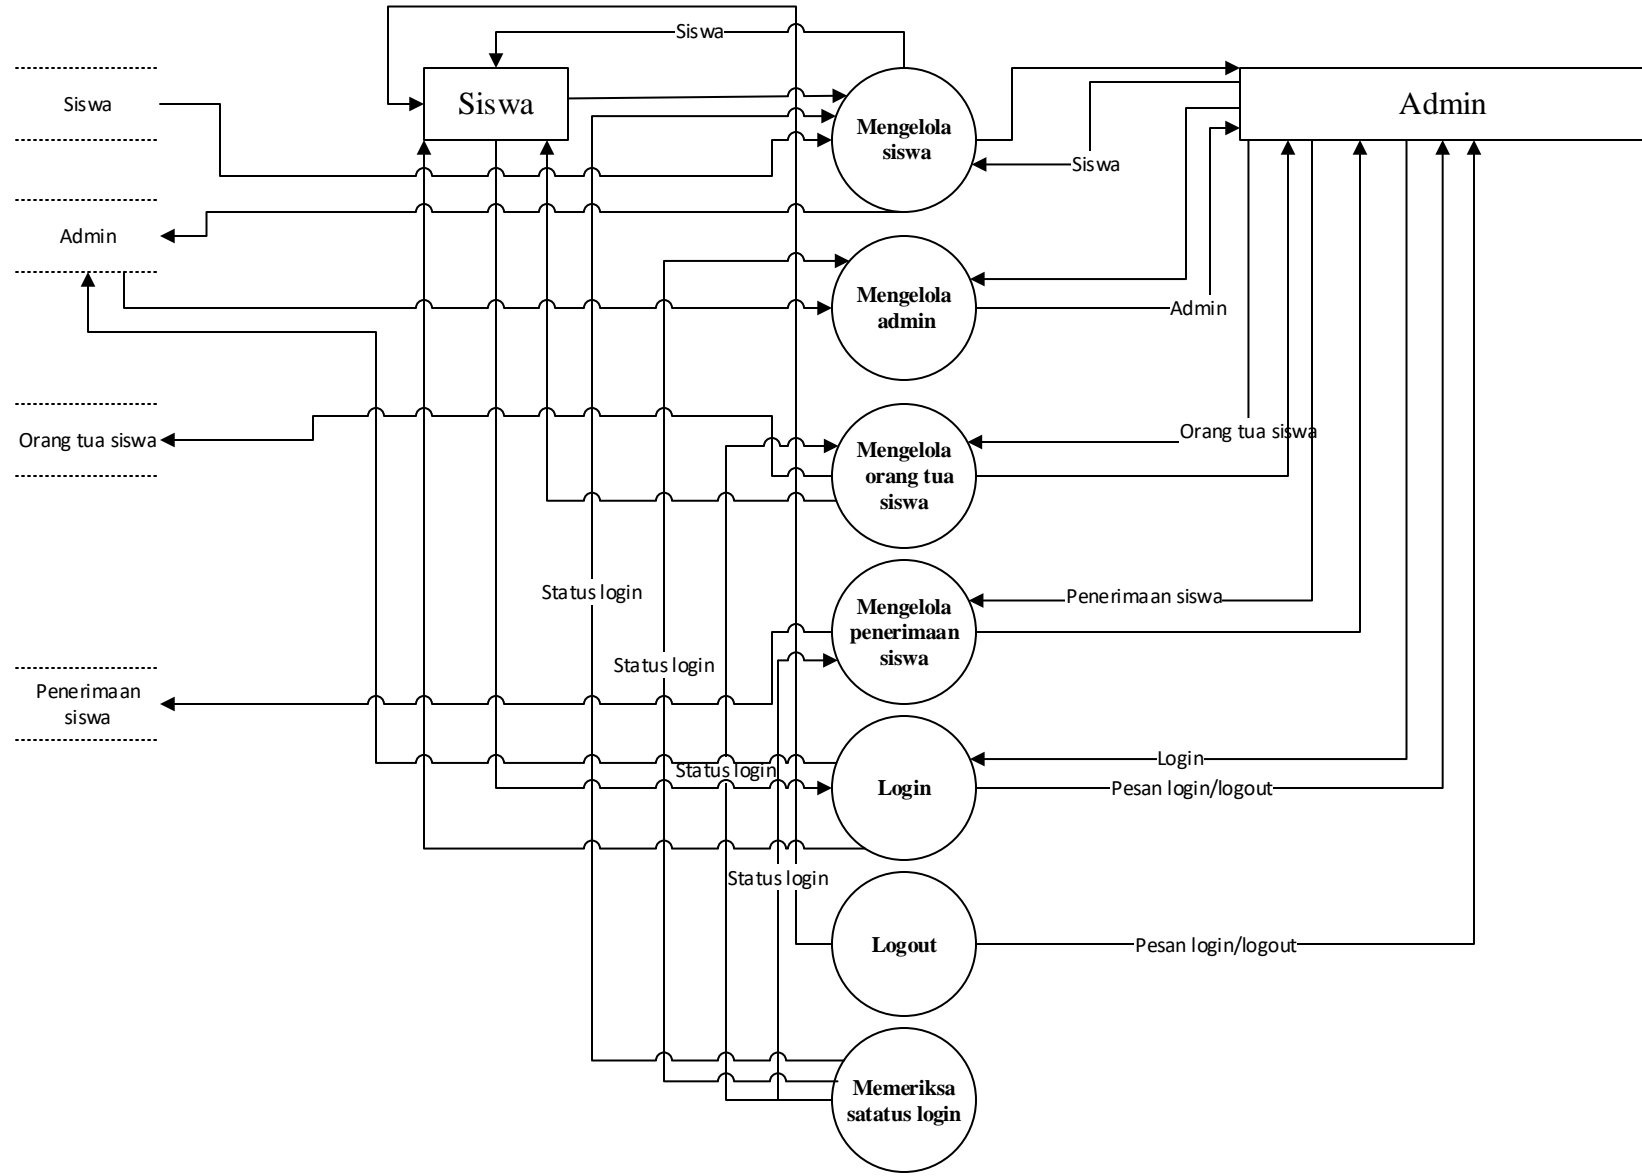 Siswa
Siswa
Siswa
Admin
Mengelola
siswa
Siswa
Admin
Mengelola
admin
Admin
Orang tua siswa
Mengelola
orang tua
siswa
Orang tua siswa
Status login
Mengelola
penerimaan
siswa
Penerimaan siswa
Status login
Penerimaan
siswa
Login
Status login
Login
Pesan login/logout
Status login
Logout
Pesan login/logout
Memeriksa
satatus login